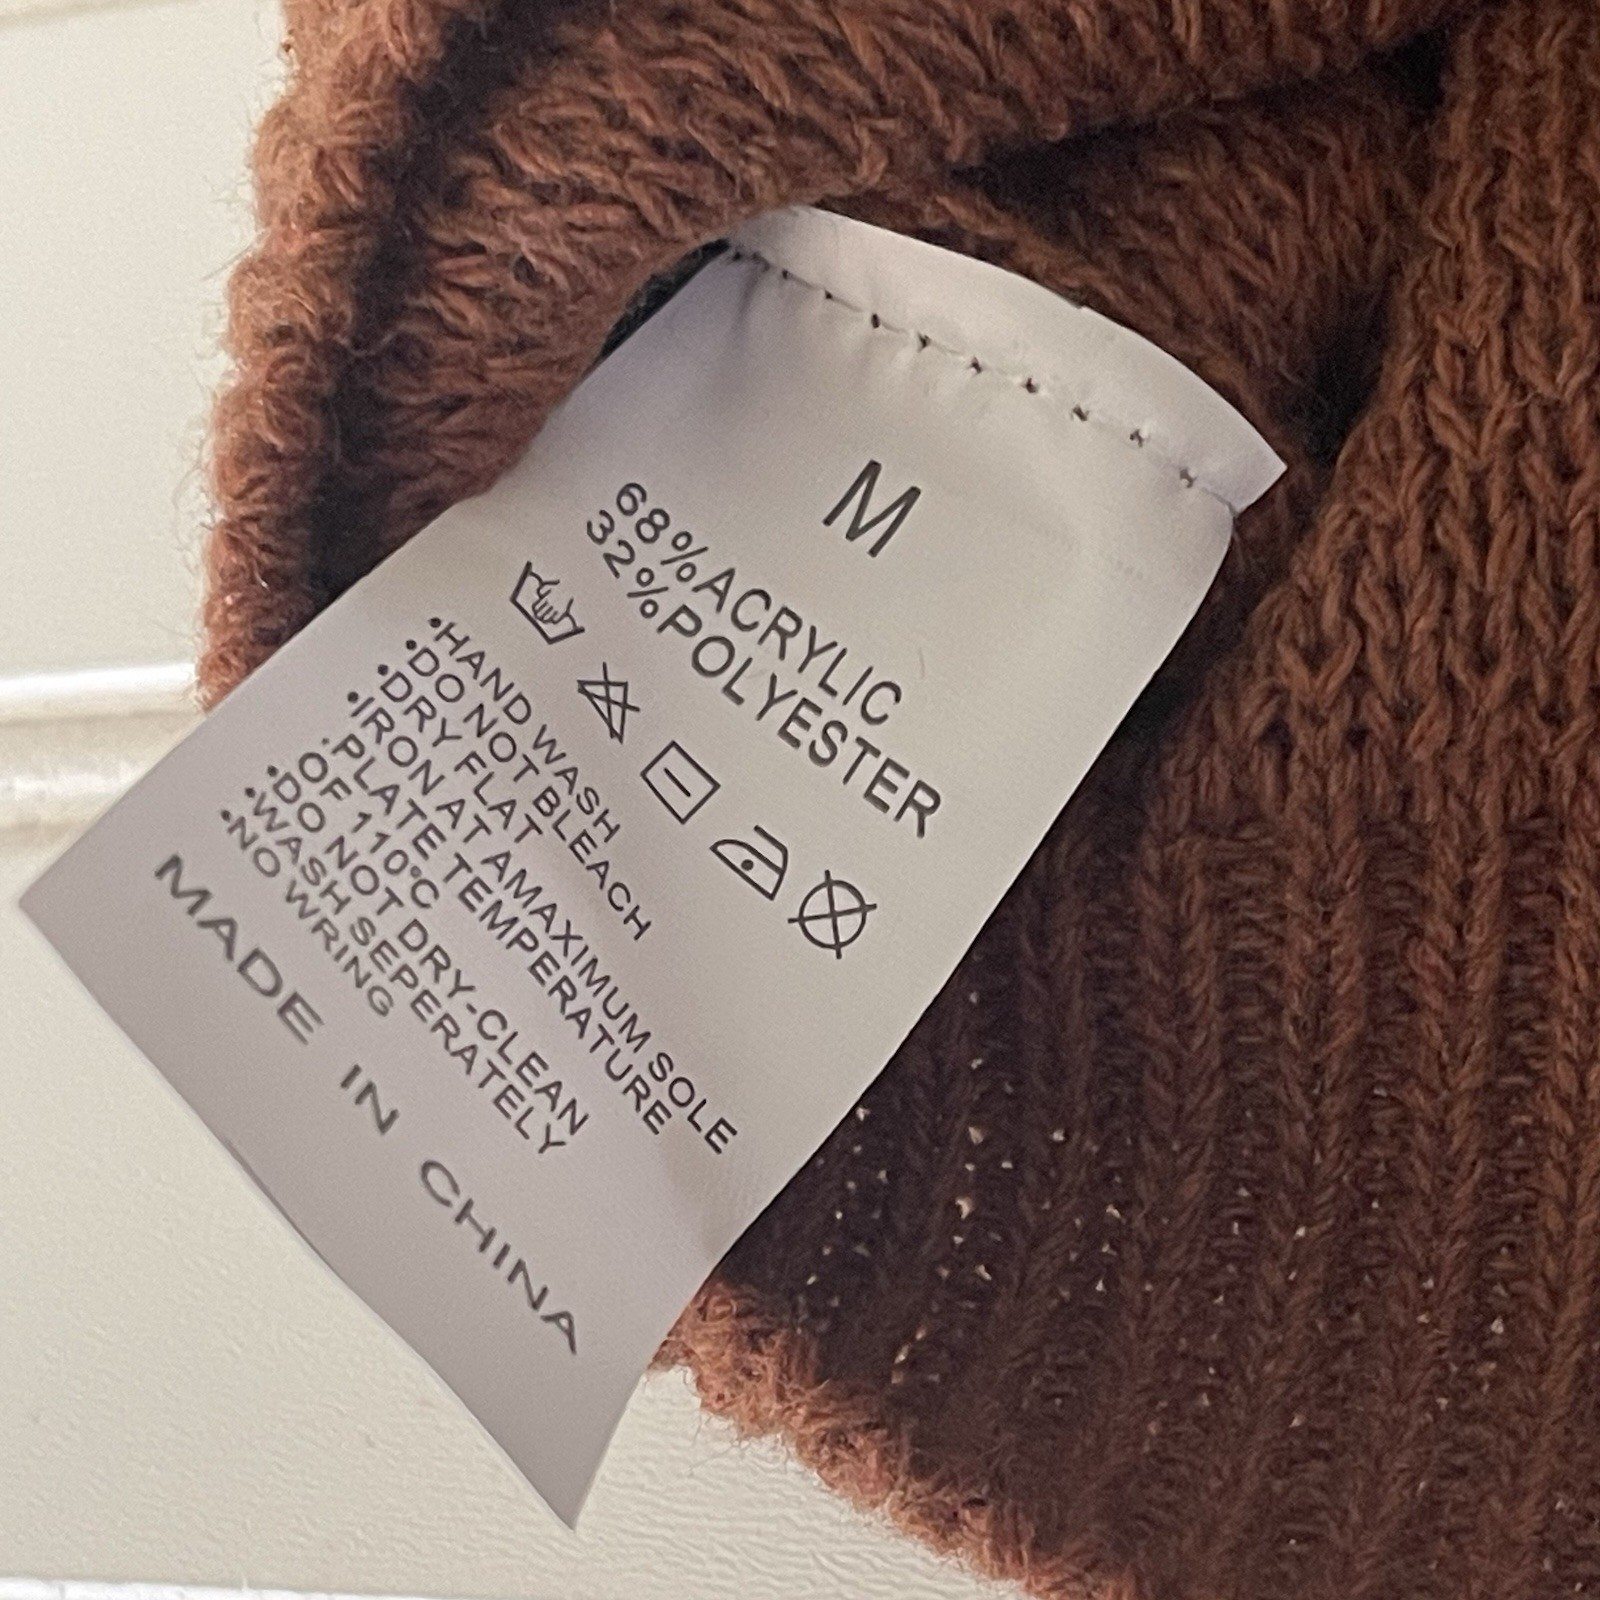 M
68%ACRYLIC
32%POLYESTER
•HAND WASH
•DO NOT BLEACH
•DRY FLAT
•IRON AT AMAXIMUM SOLE
•PLATE TEMPERATURE
OF 110°C
•DO NOT DRY-CLEAN
•WASH SEPERATELY
•NO WRING
MADE IN CHINA